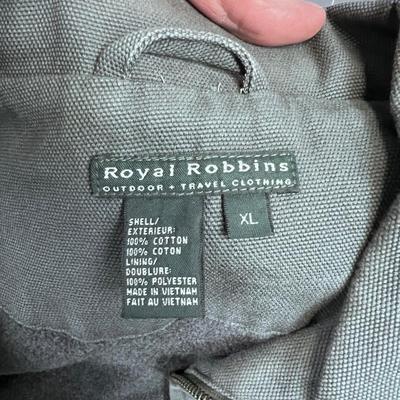 Royal Robbins
OUTDOOR + TRAVEL CLOTHING
SHELL/
EXTERIEUR:
100% COTTON
100% COTON
LINING/
DOUBLURE:
100% POLYESTER
MADE IN VIETNAM
FAIT AU VIETNAM
XL